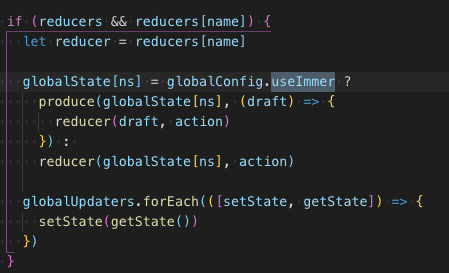 if (reducers && reducers[name]) {
let reducer = reducers[name]
globalState[ns] = globalConfig.useImmer ?
produce(globalState[ns], (draft) => {
reducer(draft, action)
}) :
reducer(globalState[ns], action)
globalUpdaters.forEach(([setState, getState]) => {
setState(getState())
})
}